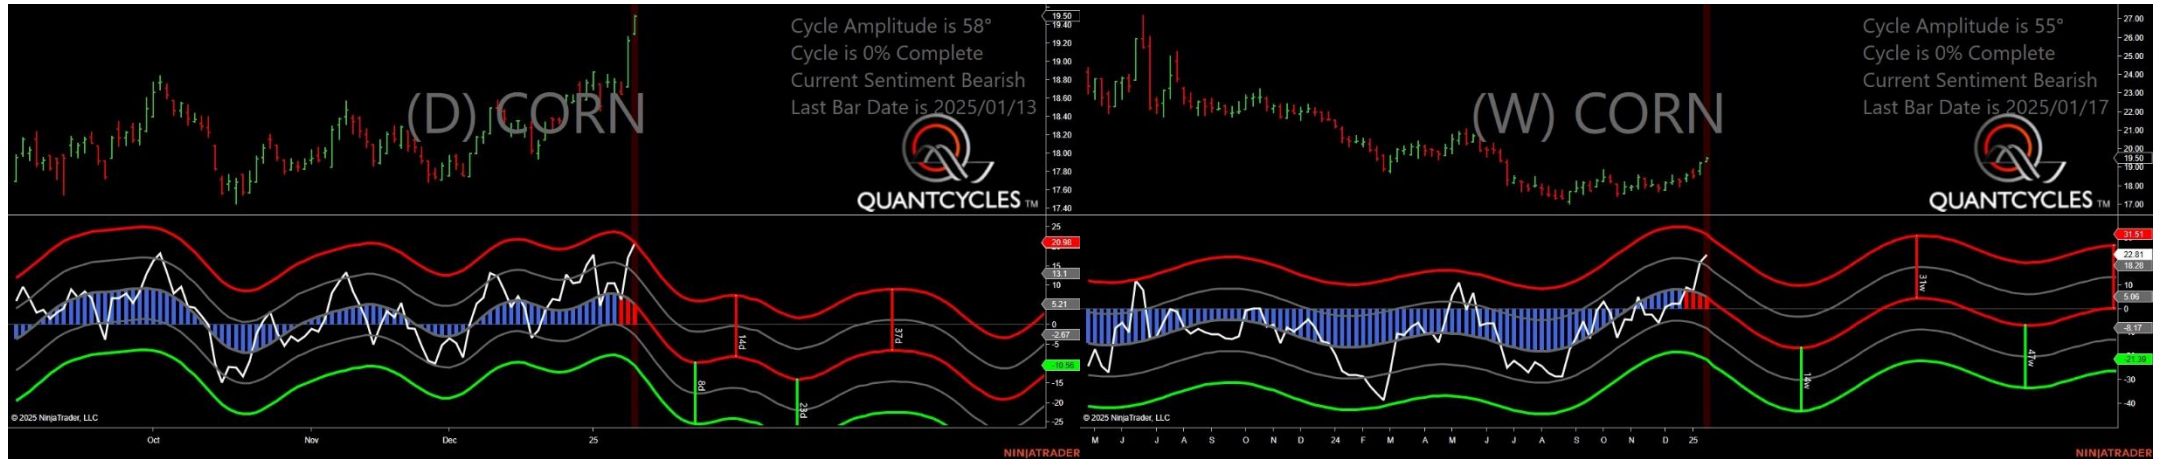 Cycle Amplitude is 58°
Cycle is 0% Complete
Current Sentiment Bearish
Last Bar Date is 2025/01/13
(D) CORN
QUANTCYCLES TM
19.50
19.40
19.20
19.00
18.80
18.60
18.40
18.20
18.00
17.80
17.60
17.40
25
20.98
15
13.1
5.21
0
-2.67
-5
-10.56
-15
-20
-25
14d
37d
8d
23d
© 2025 NinjaTrader, LLC
Oct
Nov
Dec
25
NINJATRADER
Cycle Amplitude is 55°
Cycle is 0% Complete
Current Sentiment Bearish
Last Bar Date is 2025/01/17
(W) CORN
QUANTCYCLES TM
27.00
26.00
25.00
24.00
23.00
22.00
21.00
20.00
19.50
19.00
18.00
17.00
31.51
22.81
18.28
10
5.06
0
-8.17
-21.39
-30
-40
31w
14w
47w
© 2025 NinjaTrader, LLC
M J J A S O N D 24 F M A M J J A S O N D 25
NINJATRADER